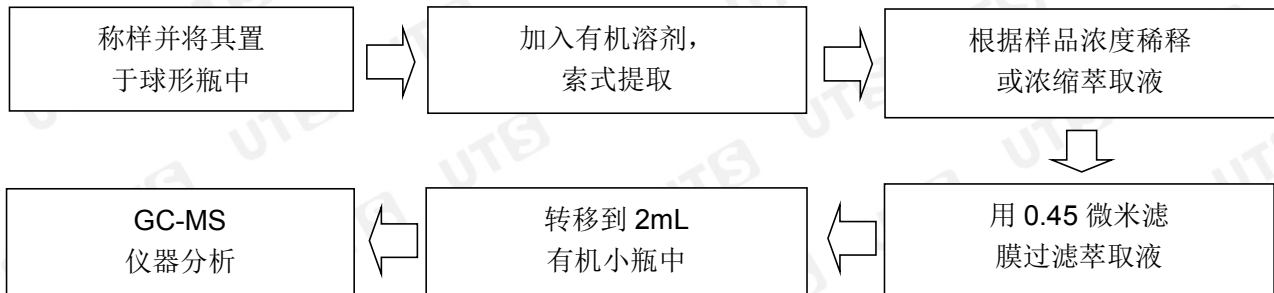 称样并将其置
于球形瓶中
加入有机溶剂，
索式提取
根据样品浓度稀释
或浓缩萃取液
用 0.45 微米滤
膜过滤萃取液
转移到 2mL
有机小瓶中
GC-MS
仪器分析
UTS